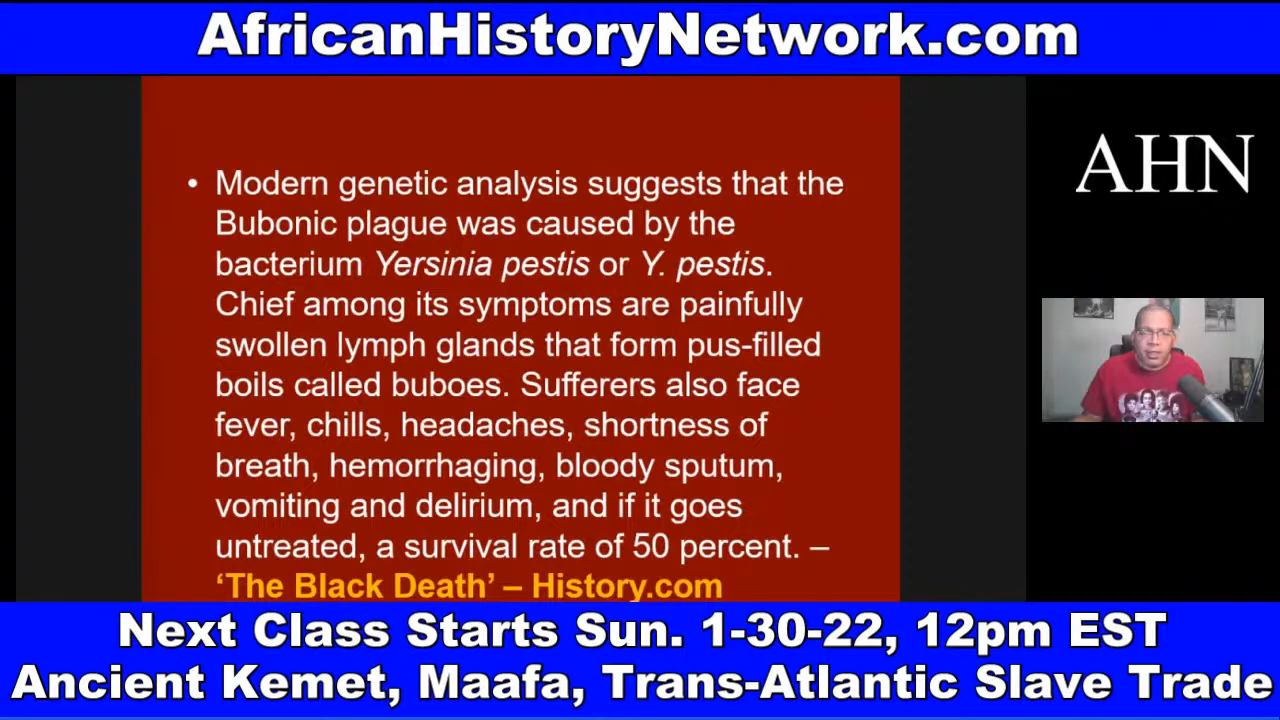 AfricanHistoryNetwork.com
AHN
• Modern genetic analysis suggests that the
Bubonic plague was caused by the
bacterium Yersinia pestis or Y. pestis.
Chief among its symptoms are painfully
swollen lymph glands that form pus-filled
boils called buboes. Sufferers also face
fever, chills, headaches, shortness of
breath, hemorrhaging, bloody sputum,
vomiting and delirium, and if it goes
untreated, a survival rate of 50 percent. –
‘The Black Death’ – History.com
Next Class Starts Sun. 1-30-22, 12pm EST
Ancient Kemet, Maafa, Trans-Atlantic Slave Trade